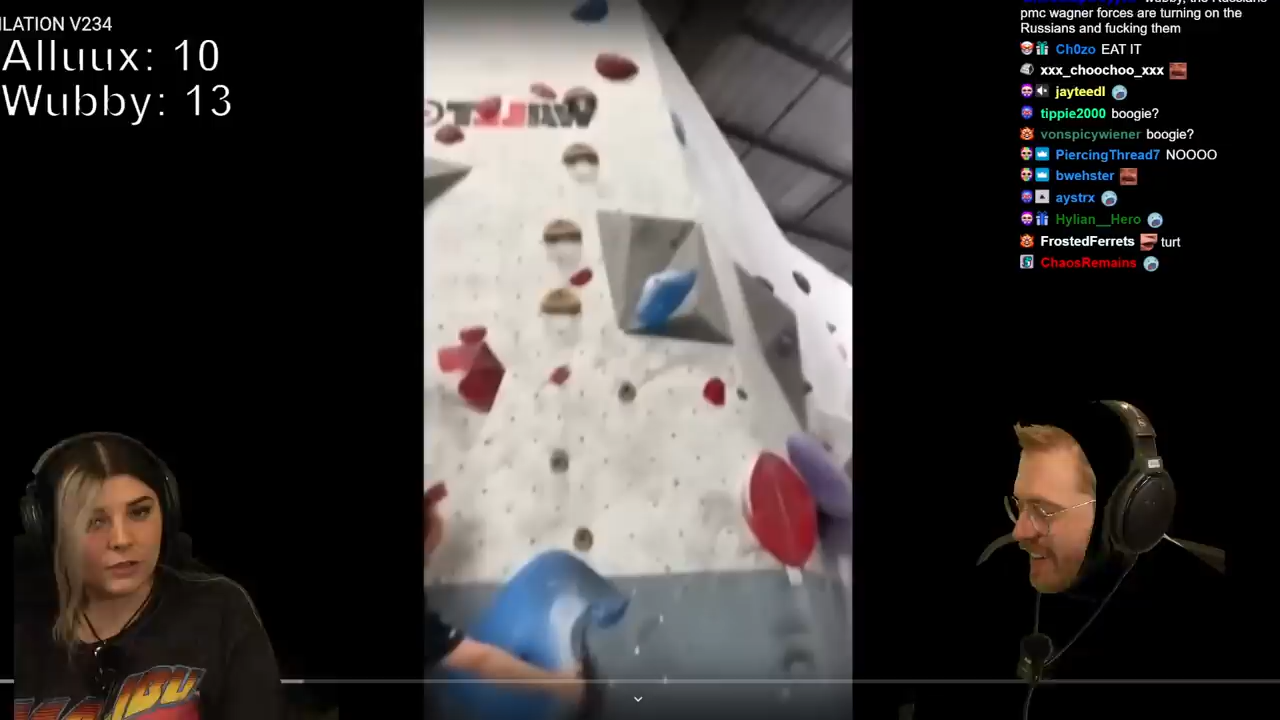 ILATION V234
Alluux: 10
Wubby: 13
pmc wagner forces are turning on the
Russians and fucking them
Ch0zo EAT IT
xxx_choochoo_xxx
jayteedl
tippie2000 boogie?
vonspicywiener boogie?
PiercingThread7 NOOOO
bwehster
aystrx
Hylian__Hero
FrostedFerrets turt
ChaosRemains